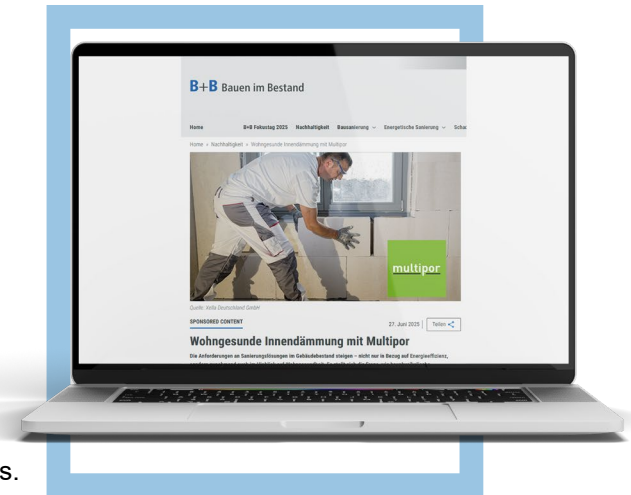 B+B Bauen im Bestand
Home B+B Fokustag 2025 Nachhaltigkeit Bausanierung Energetische Sanierung
Home > Nachhaltigkeit > Wohngesunde Innendämmung mit Multipor
multipor
Quelle: Xella Deutschland GmbH
SPONSORED CONTENT 27. Juni 2025 | Teilen
Wohngesunde Innendämmung mit Multipor
Die Anforderungen an Sanierungslösungen im Gebäudebestand steigen – nicht nur in Bezug auf Energieeffizienz,
s.